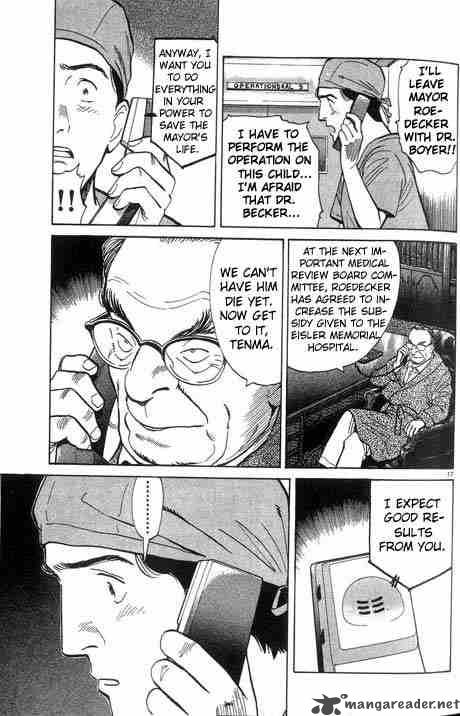 I'LL
LEAVE
MAYOR
ROE-
DECKER
WITH DR.
BOYER!!
I HAVE TO
PERFORM THE
OPERATION ON
THIS CHILD...
I'M AFRAID
THAT DR.
BECKER...
ANYWAY, I
WANT YOU
TO DO
EVERYTHING
IN YOUR
POWER TO
SAVE THE
MAYOR'S
LIFE.
!!
AT THE NEXT IM-
PORTANT MEDICAL
REVIEW BOARD COM-
MITTEE, ROEDECKER
HAS AGREED TO IN-
CREASE THE SUB-
SIDY GIVEN TO THE
EISLER MEMORIAL
HOSPITAL.
WE CAN'T
HAVE HIM
DIE YET.
NOW GET
TO IT,
TENMA.
17
I EXPECT
GOOD RE-
SULTS
FROM YOU.
........
mangareader.net